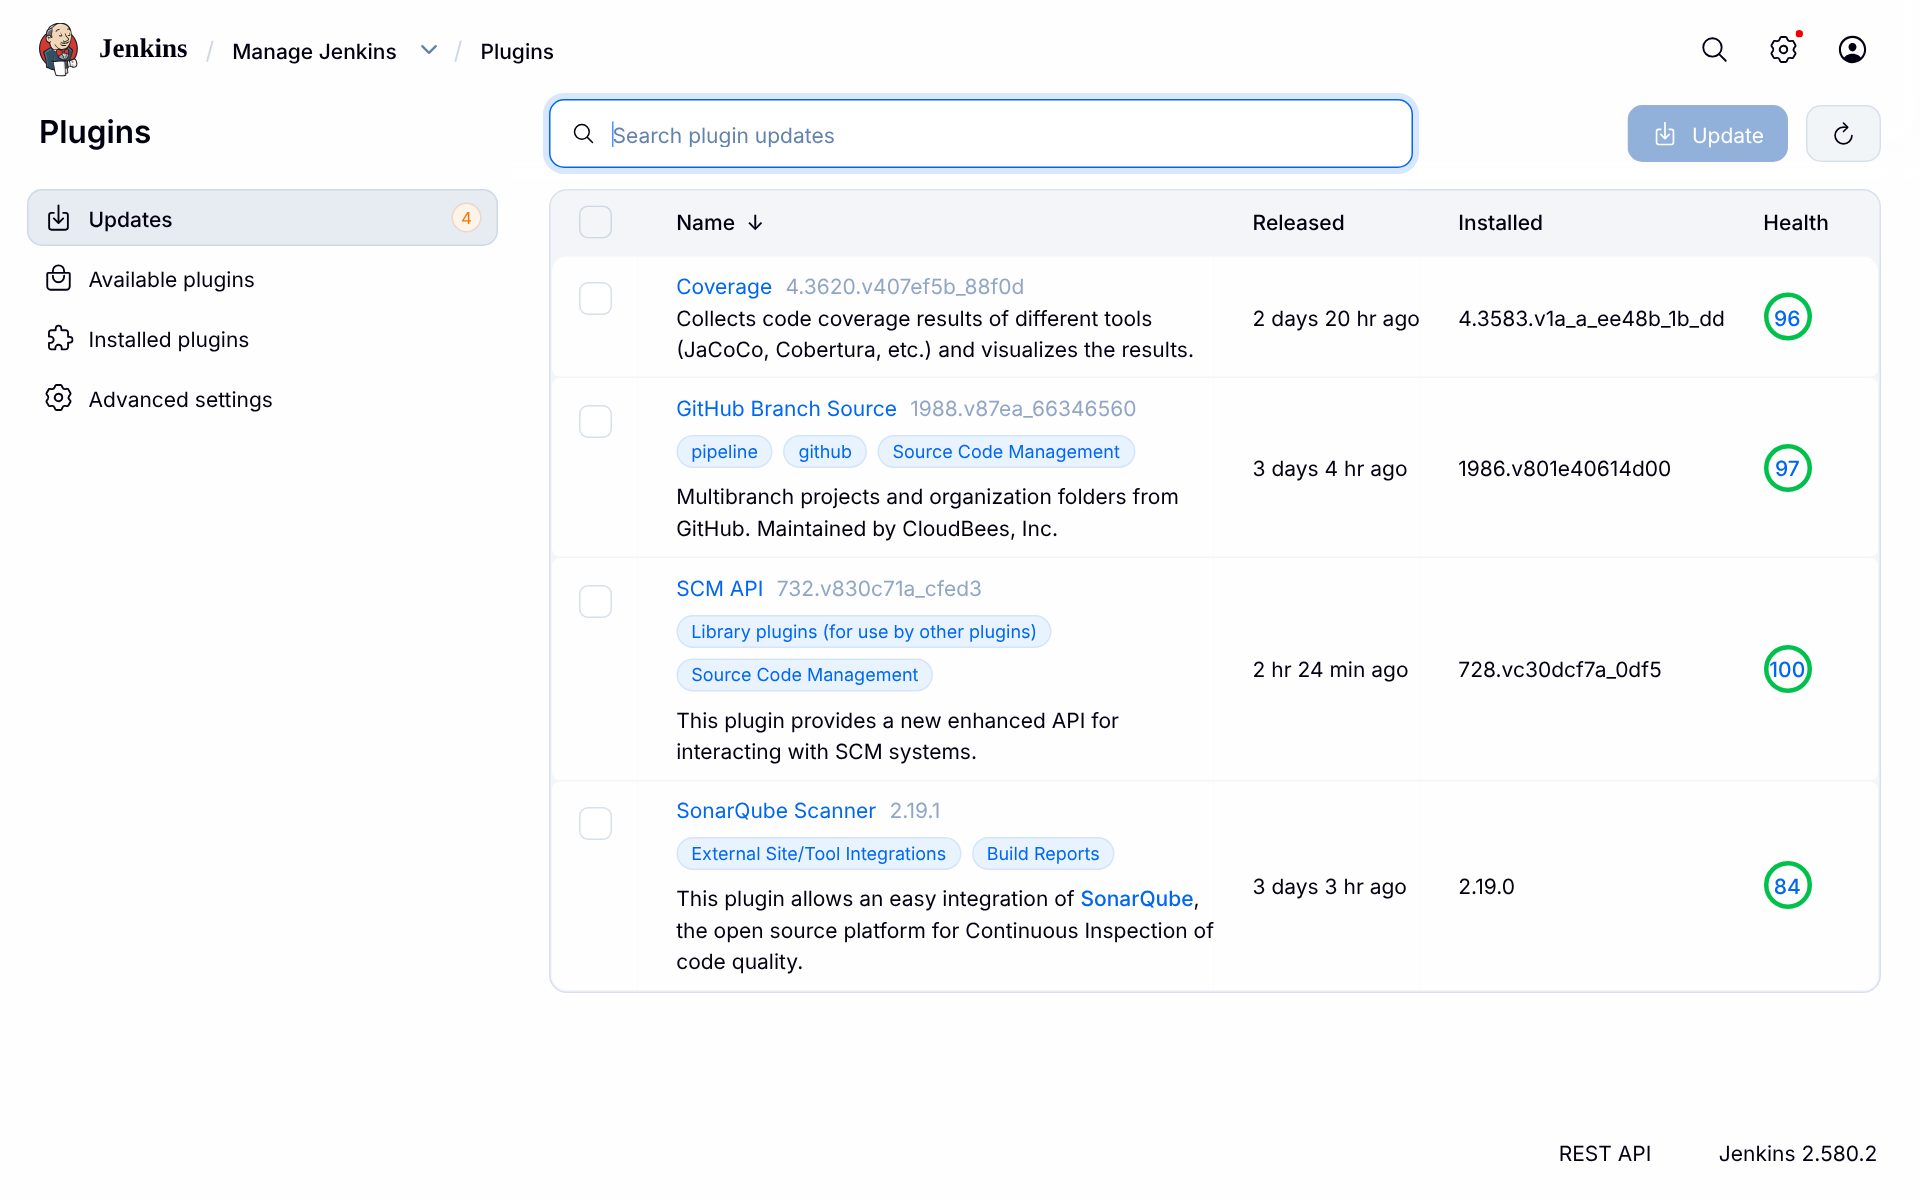 Jenkins / Manage Jenkins / Plugins
Plugins
Search plugin updates
Update
Updates 4
Available plugins
Installed plugins
Advanced settings
Name Released Installed Health
Coverage 4.3620.v407ef5b_88f0d
Collects code coverage results of different tools
(JaCoCo, Cobertura, etc.) and visualizes the results.
2 days 20 hr ago
4.3583.v1a_a_ee48b_1b_dd
96
GitHub Branch Source 1988.v87ea_66346560
pipeline github Source Code Management
Multibranch projects and organization folders from
GitHub. Maintained by CloudBees, Inc.
3 days 4 hr ago
1986.v801e40614d00
97
SCM API 732.v830c71a_cfed3
Library plugins (for use by other plugins)
Source Code Management
This plugin provides a new enhanced API for
interacting with SCM systems.
2 hr 24 min ago
728.vc30dcf7a_0df5
100
SonarQube Scanner 2.19.1
External Site/Tool Integrations Build Reports
This plugin allows an easy integration of SonarQube,
the open source platform for Continuous Inspection of
code quality.
3 days 3 hr ago
2.19.0
84
REST API Jenkins 2.580.2